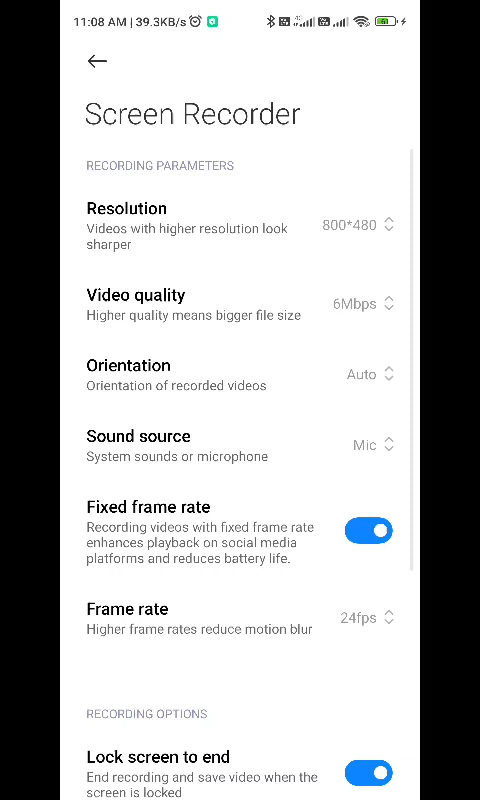 11:08 AM | 39.3KB/s
Screen Recorder
RECORDING PARAMETERS
Resolution
Videos with higher resolution look
sharper
800*480
Video quality
Higher quality means bigger file size
6Mbps
Orientation
Orientation of recorded videos
Auto
Sound source
System sounds or microphone
Mic
Fixed frame rate
Recording videos with fixed frame rate
enhances playback on social media
platforms and reduces battery life.
Frame rate
Higher frame rates reduce motion blur
24fps
RECORDING OPTIONS
Lock screen to end
End recording and save video when the
screen is locked